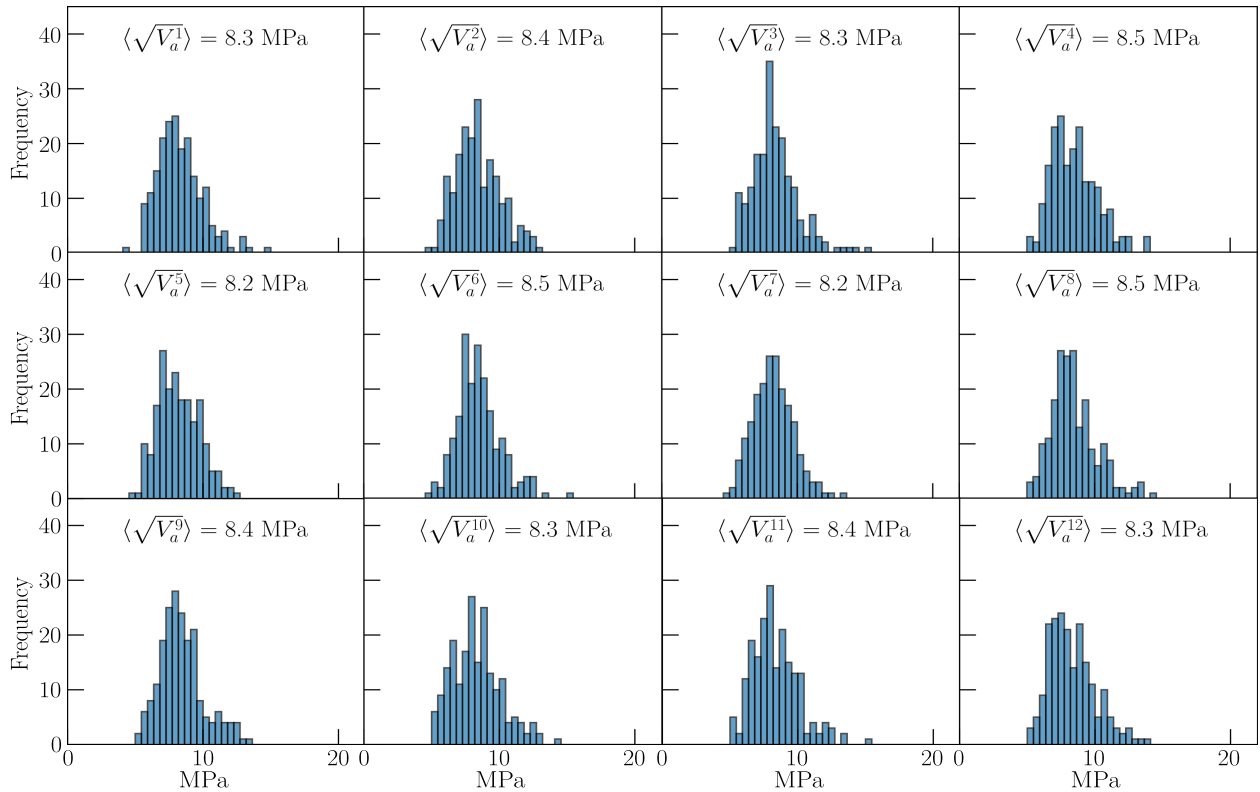 40
30
20
10
0
Frequency
⟨√V_a^1⟩ = 8.3 MPa
⟨√V_a^2⟩ = 8.4 MPa
⟨√V_a^3⟩ = 8.3 MPa
⟨√V_a^4⟩ = 8.5 MPa
40
30
20
10
0
Frequency
⟨√V_a^5⟩ = 8.2 MPa
⟨√V_a^6⟩ = 8.5 MPa
⟨√V_a^7⟩ = 8.2 MPa
⟨√V_a^8⟩ = 8.5 MPa
40
30
20
10
0
Frequency
⟨√V_a^9⟩ = 8.4 MPa
⟨√V_a^10⟩ = 8.3 MPa
⟨√V_a^11⟩ = 8.4 MPa
⟨√V_a^12⟩ = 8.3 MPa
0 10 20
0 10 20
0 10 20
0 10 20
MPa
MPa
MPa
MPa